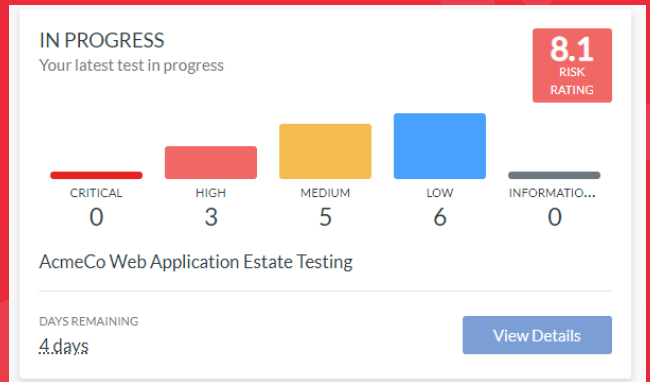 IN PROGRESS
Your latest test in progress
8.1
RISK
RATING
CRITICAL
0
HIGH
3
MEDIUM
5
LOW
6
INFORMATIO...
0
AcmeCo Web Application Estate Testing
DAYS REMAINING
4 days
View Details